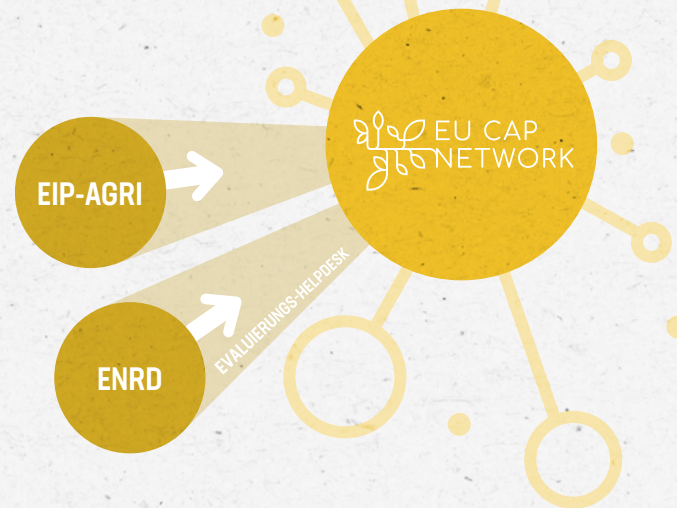 EU CAP
NETWORK
EIP-AGRI
EVALUIERUNGS-HELPDESK
ENRD